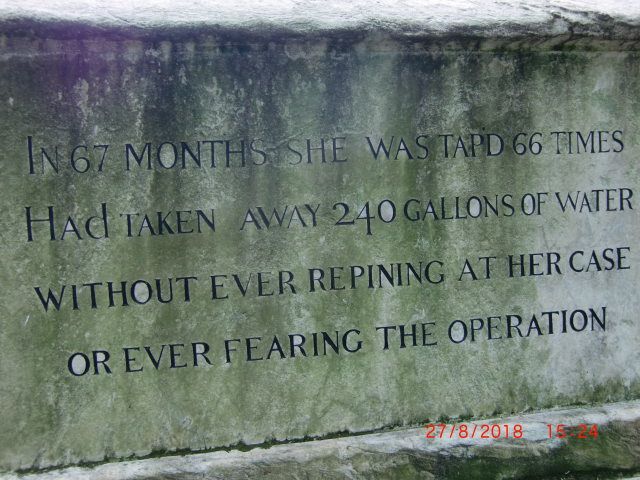 In 67 MONTHS SHE WAS TAP'D 66 TIMES
Had TAKEN AWAY 240 GALLONS OF WATER
WITHOUT EVER REPINING AT HER CASE
OR EVER FEARING THE OPERATION
27/8/2018 15:24